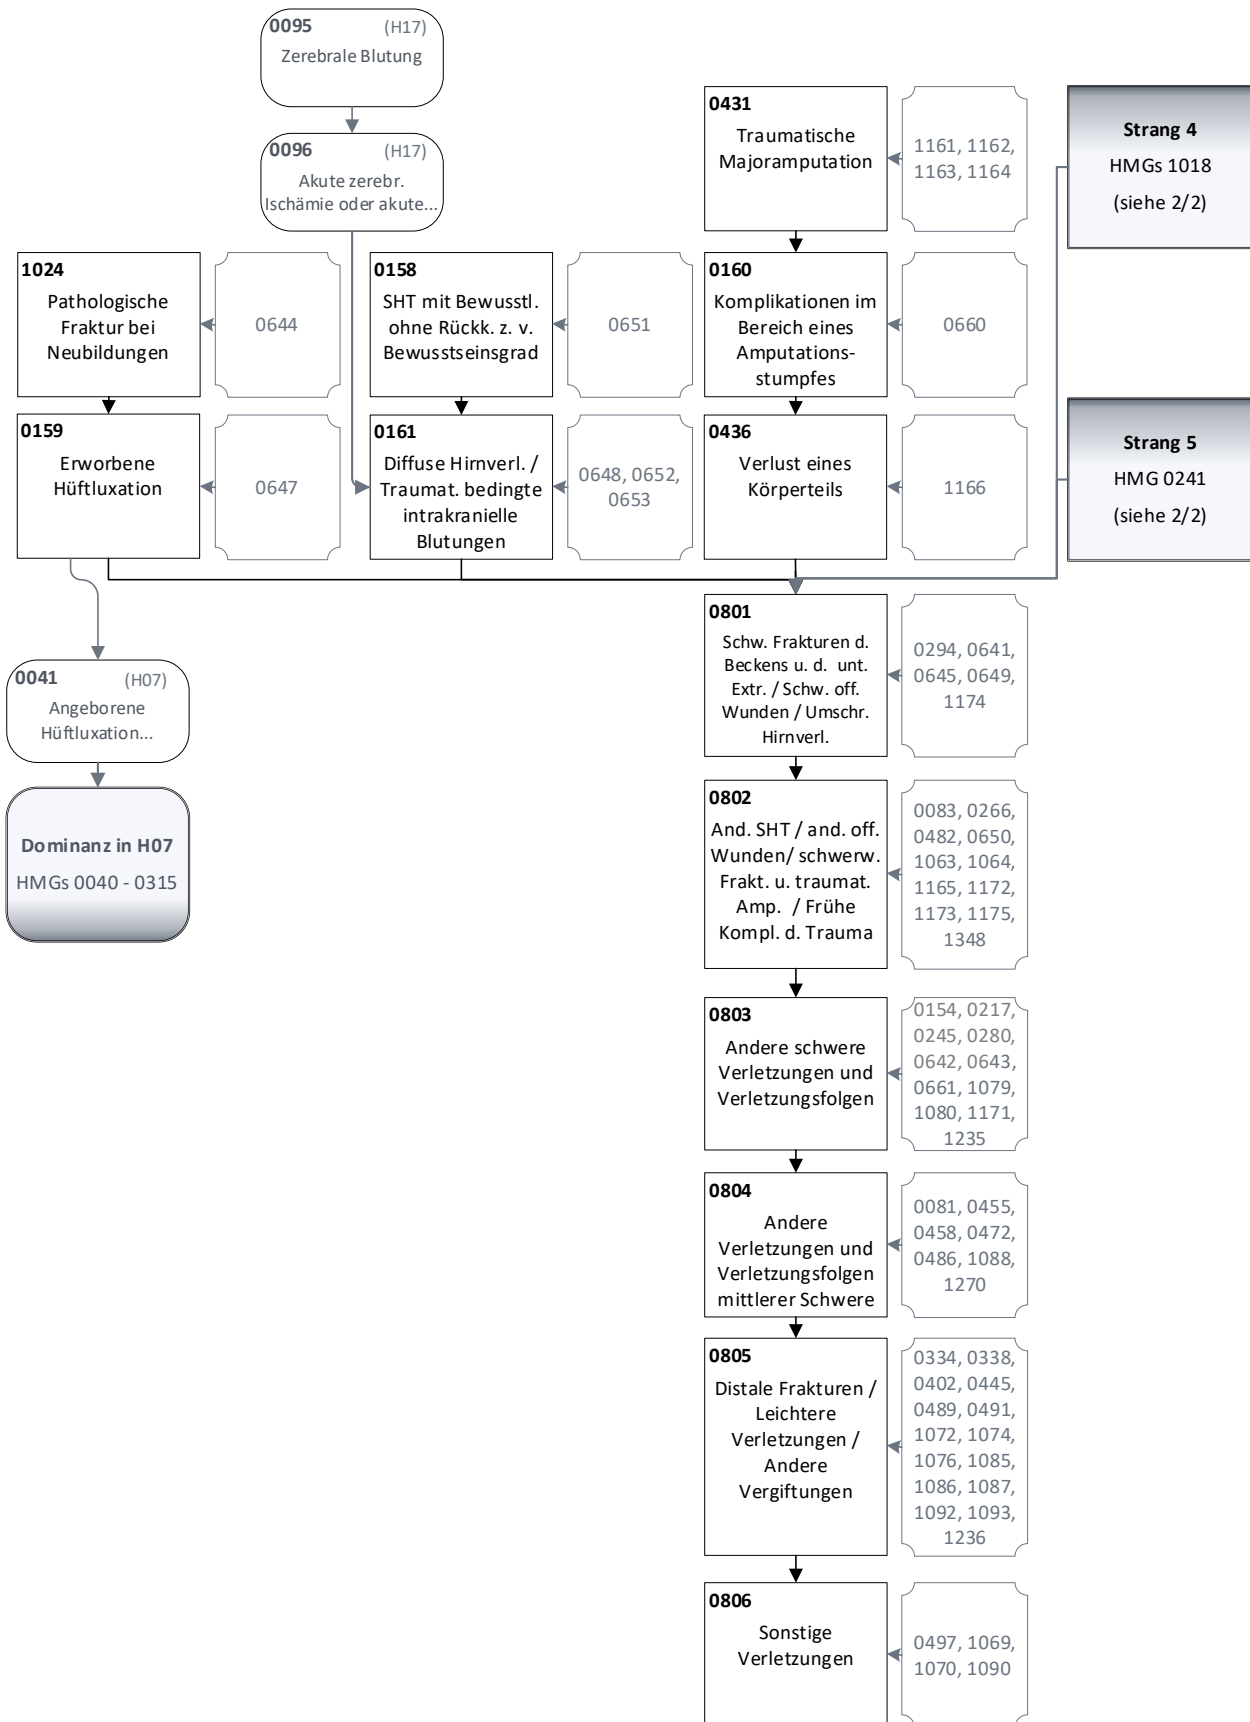 0095 (H17)
Zerebrale Blutung
0096 (H17)
Akute zerebr.
Ischämie oder akute...
0431
Traumatische
Majoramputation
1161, 1162,
1163, 1164
Strang 4
HMGs 1018
(siehe 2/2)
1024
Pathologische
Fraktur bei
Neubildungen
0644
0158
SHT mit Bewusstl.
ohne Rückk. z. v.
Bewusstseinsgrad
0651
0160
Komplikationen im
Bereich eines
Amputations-
stumpfes
0660
0159
Erworbene
Hüftluxation
0647
0161
Diffuse Hirnverl. /
Traumat. bedingte
intrakranielle
Blutungen
0648, 0652,
0653
0436
Verlust eines
Körperteils
1166
Strang 5
HMG 0241
(siehe 2/2)
0801
Schw. Frakturen d.
Beckens u. d. unt.
Extr. / Schw. off.
Wunden / Umschr.
Hirnverl.
0294, 0641,
0645, 0649,
1174
0041 (H07)
Angeborene
Hüftluxation...
Dominanz in H07
HMGs 0040 - 0315
0802
And. SHT / and. off.
Wunden/ schwerw.
Frakt. u. traumat.
Amp. / Frühe
Kompl. d. Trauma
0083, 0266,
0482, 0650,
1063, 1064,
1165, 1172,
1173, 1175,
1348
0803
Andere schwere
Verletzungen und
Verletzungsfolgen
0154, 0217,
0245, 0280,
0642, 0643,
0661, 1079,
1080, 1171,
1235
0804
Andere
Verletzungen und
Verletzungsfolgen
mittlerer Schwere
0081, 0455,
0458, 0472,
0486, 1088,
1270
0805
Distale Frakturen /
Leichtere
Verletzungen /
Andere
Vergiftungen
0334, 0338,
0402, 0445,
0489, 0491,
1072, 1074,
1076, 1085,
1086, 1087,
1092, 1093,
1236
0806
Sonstige
Verletzungen
0497, 1069,
1070, 1090